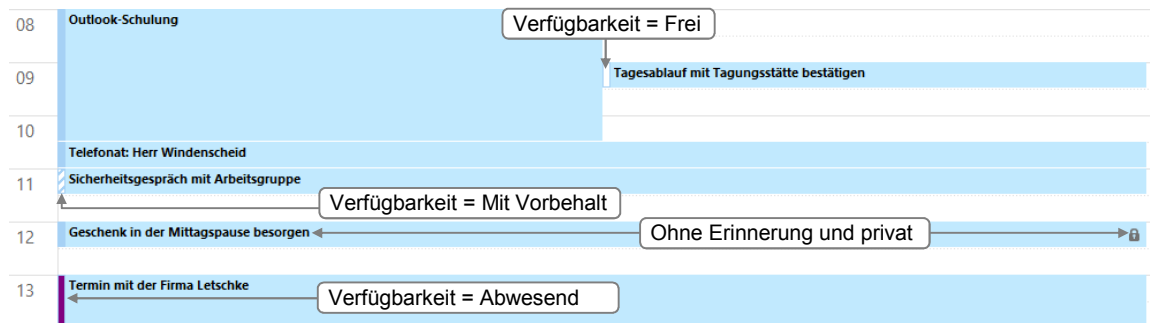 08
Outlook-Schulung
Verfügbarkeit = Frei
09
Tagesablauf mit Tagungsstätte bestätigen
10
Telefonat: Herr Windenscheid
11
Sicherheitsgespräch mit Arbeitsgruppe
Verfügbarkeit = Mit Vorbehalt
12
Geschenk in der Mittagspause besorgen
Ohne Erinnerung und privat
13
Termin mit der Firma Letschke
Verfügbarkeit = Abwesend